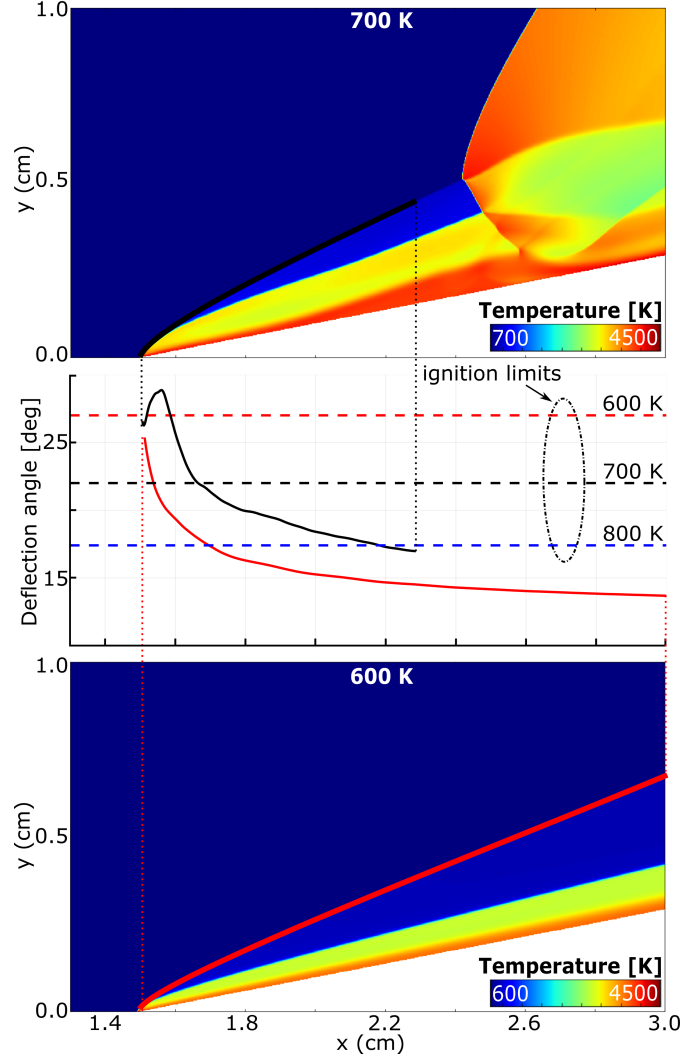 1.0
700 K
y (cm)
0.5
Temperature [K]
700
4500
0.0
ignition limits
600 K
Deflection angle [deg]
25
700 K
800 K
15
1.0
600 K
y (cm)
0.5
Temperature [K]
600
4500
0.0
1.4
1.8
2.2
2.6
3.0
x (cm)